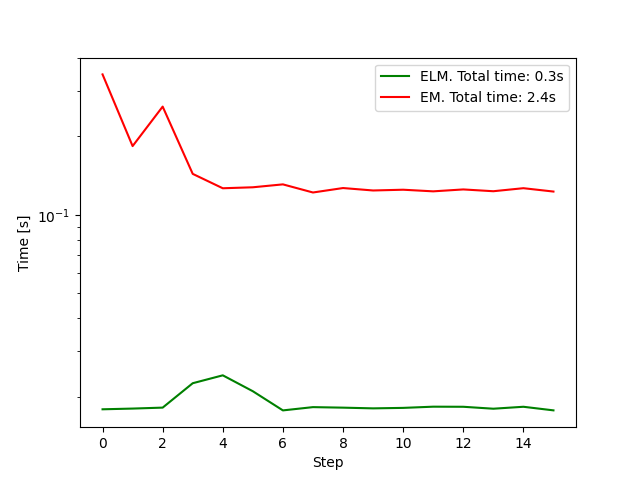 ELM. Total time: 0.3s
EM. Total time: 2.4s
Time [s]
10⁻¹
0 2 4 6 8 10 12 14
Step